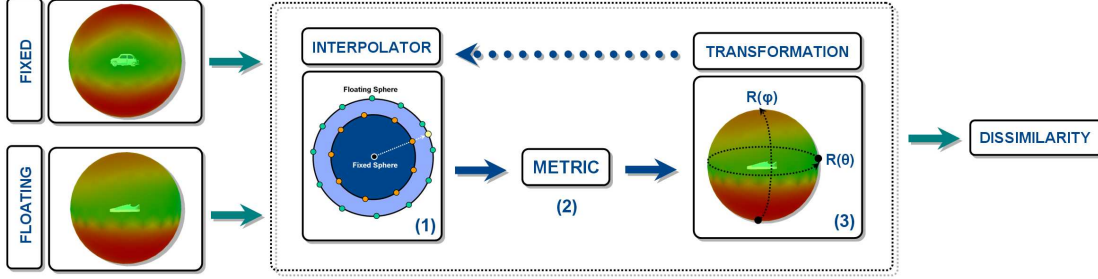 FIXED
FLOATING
INTERPOLATOR
Floating Sphere
Fixed Sphere
(1)
METRIC
(2)
TRANSFORMATION
R(φ)
R(θ)
(3)
DISSIMILARITY